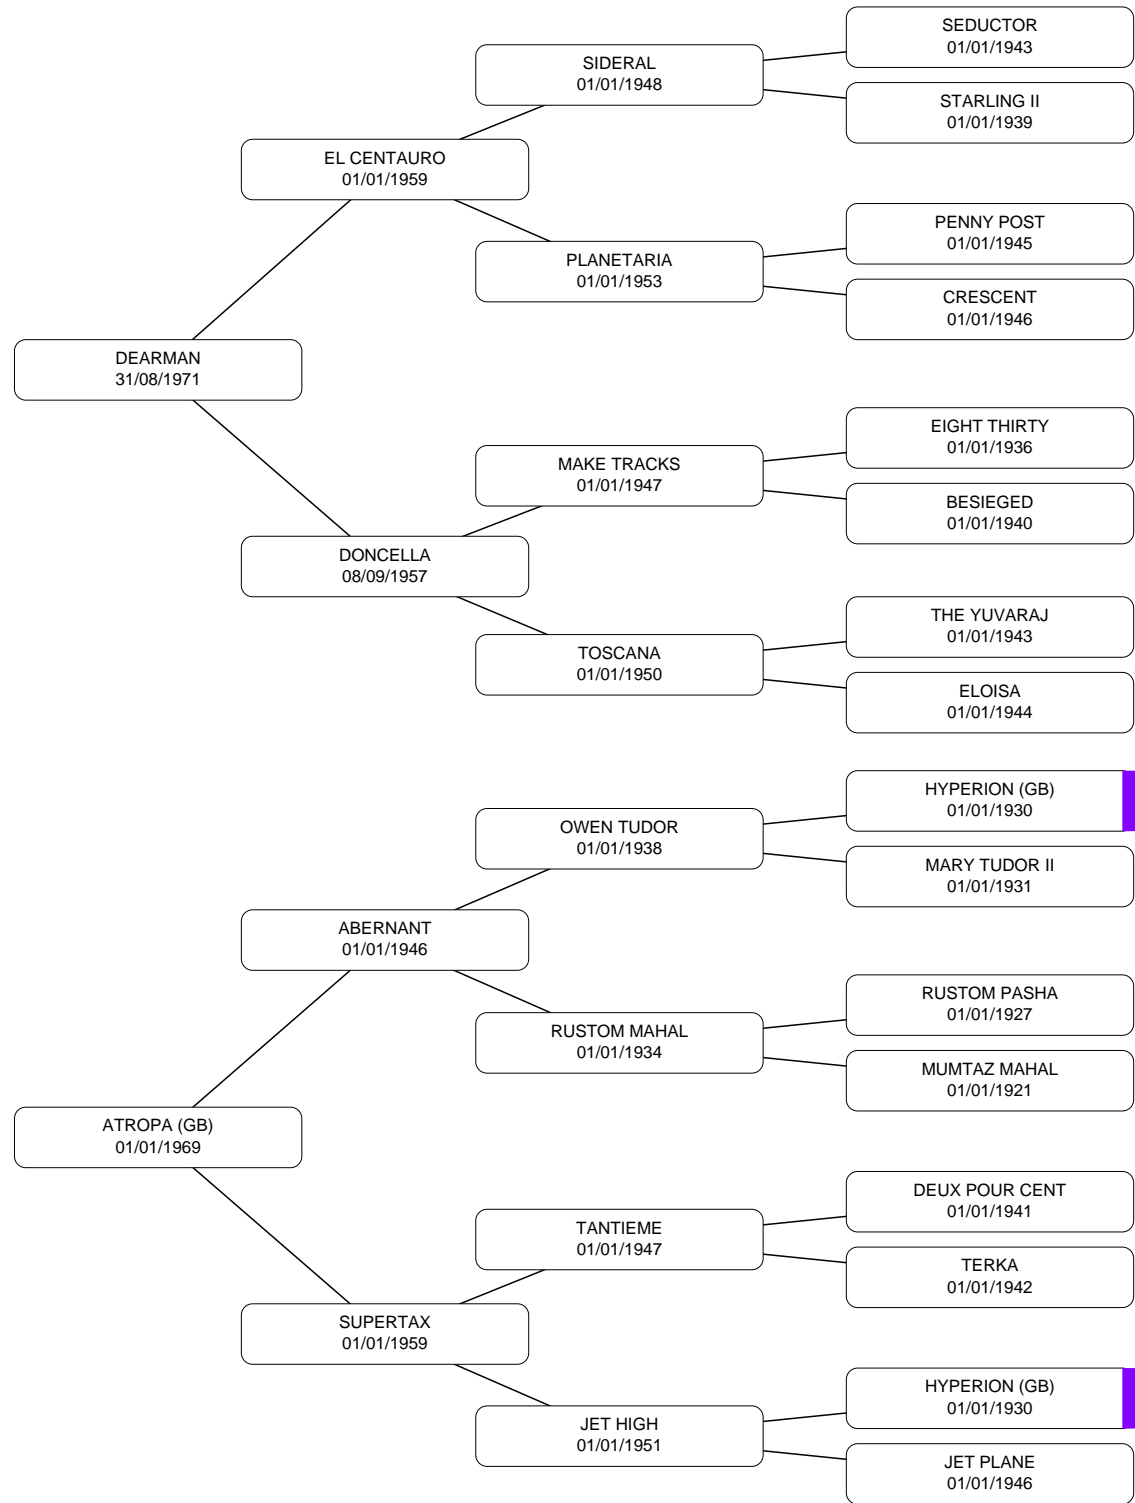 SEDUCTOR
01/01/1943
SIDERAL
01/01/1948
STARLING II
01/01/1939
EL CENTAURO
01/01/1959
PENNY POST
01/01/1945
PLANETARIA
01/01/1953
CRESCENT
01/01/1946
DEARMAN
31/08/1971
EIGHT THIRTY
01/01/1936
MAKE TRACKS
01/01/1947
BESIEGED
01/01/1940
DONCELLA
08/09/1957
THE YUVARAJ
01/01/1943
TOSCANA
01/01/1950
ELOISA
01/01/1944
HYPERION (GB)
01/01/1930
OWEN TUDOR
01/01/1938
MARY TUDOR II
01/01/1931
ABERNANT
01/01/1946
RUSTOM PASHA
01/01/1927
RUSTOM MAHAL
01/01/1934
MUMTAZ MAHAL
01/01/1921
ATROPA (GB)
01/01/1969
DEUX POUR CENT
01/01/1941
TANTIEME
01/01/1947
TERKA
01/01/1942
SUPERTAX
01/01/1959
HYPERION (GB)
01/01/1930
JET HIGH
01/01/1951
JET PLANE
01/01/1946